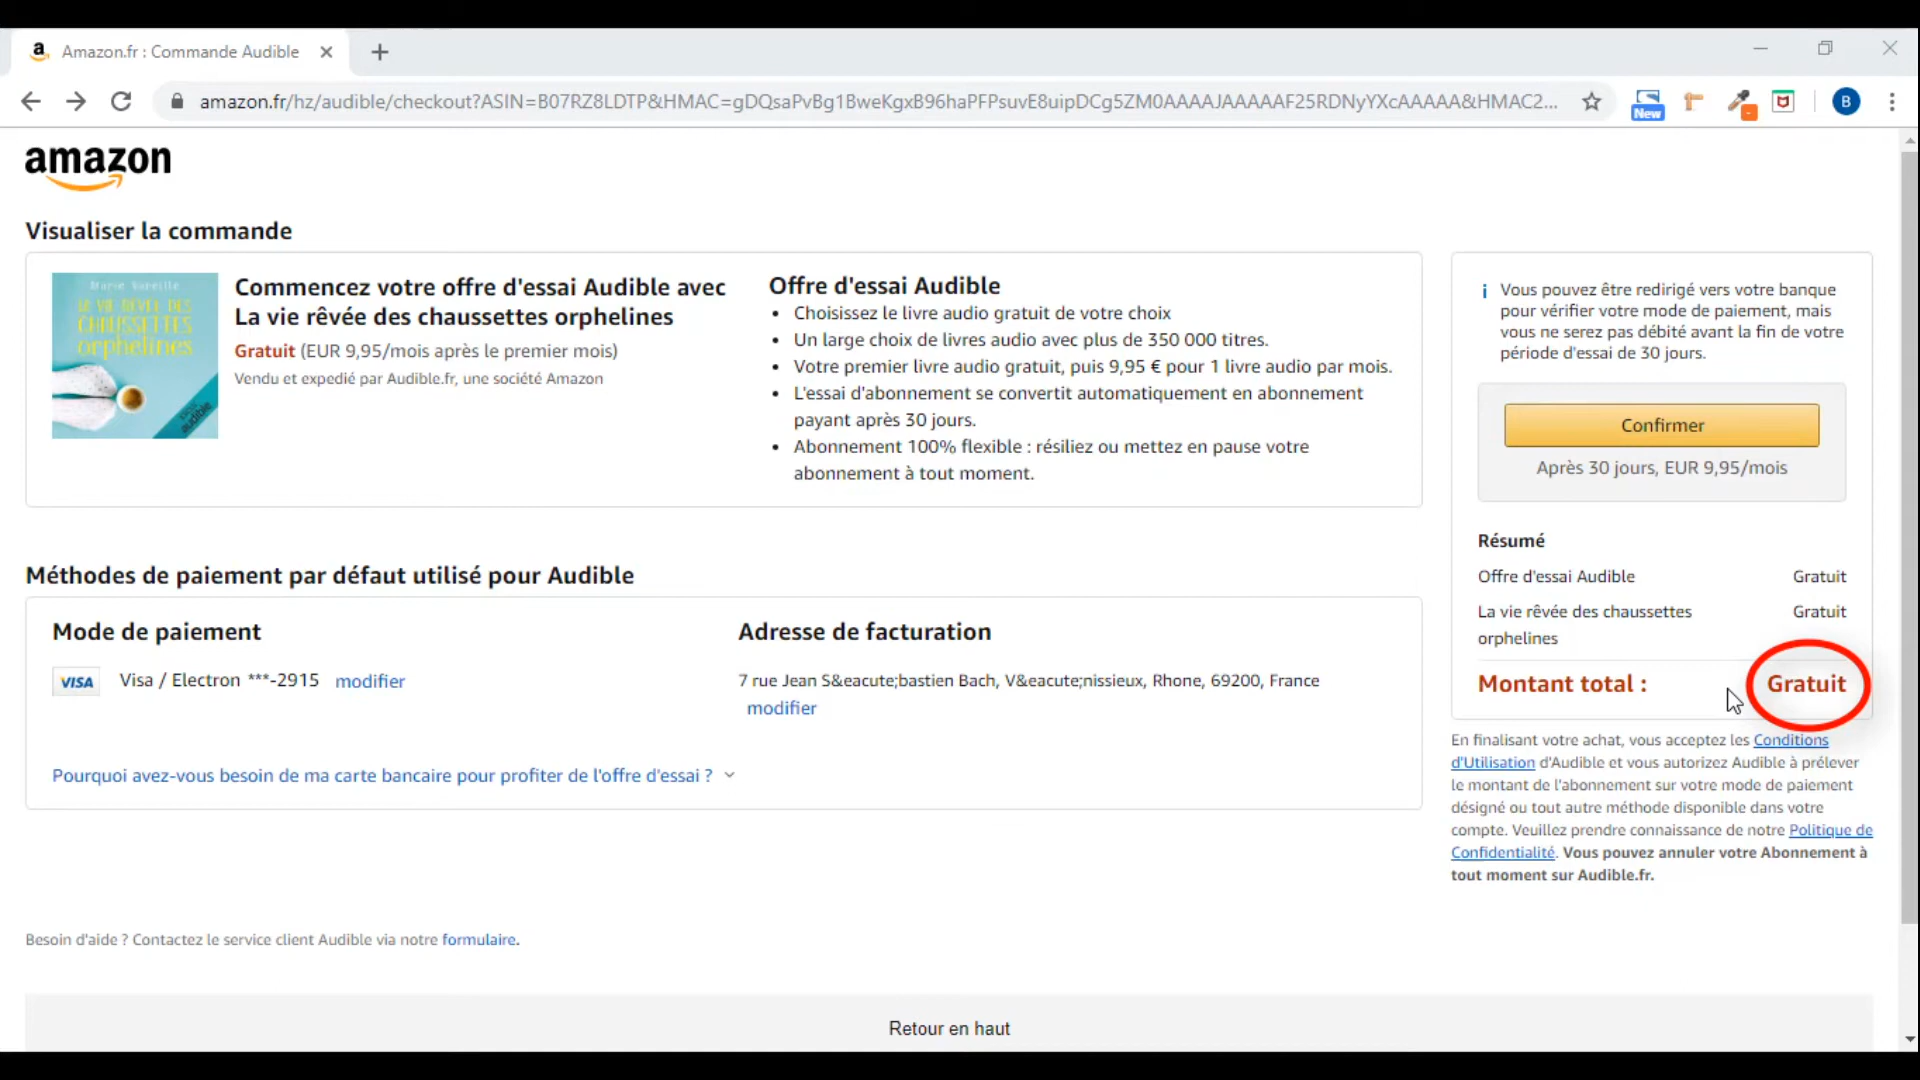 Amazon.fr : Commande Audible
amazon.fr/hz/audible/checkout?ASIN=B07RZ8LDTP&HMAC=gDQsaPvBg1BweKgxB96haPFPsuvE8uipDCg5ZM0AAAAJAAAAAF25RDNyYXcAAAAA&HMAC2...
New
B
amazon
Visualiser la commande
Marie Vareille
LA VIE RÊVÉE DES
CHAUSSETTES
orphelines
audible
Commencez votre offre d'essai Audible avec
La vie rêvée des chaussettes orphelines
Gratuit (EUR 9,95/mois après le premier mois)
Vendu et expedié par Audible.fr, une société Amazon
Offre d'essai Audible
• Choisissez le livre audio gratuit de votre choix
• Un large choix de livres audio avec plus de 350 000 titres.
• Votre premier livre audio gratuit, puis 9,95 € pour 1 livre audio par mois.
• L'essai d'abonnement se convertit automatiquement en abonnement
payant après 30 jours.
• Abonnement 100% flexible : résiliez ou mettez en pause votre
abonnement à tout moment.
Méthodes de paiement par défaut utilisé pour Audible
Mode de paiement
VISA Visa / Electron ***-2915 modifier
Adresse de facturation
7 rue Jean S&eacute;bastien Bach, V&eacute;nissieux, Rhone, 69200, France
modifier
Pourquoi avez-vous besoin de ma carte bancaire pour profiter de l'offre d'essai ?
i Vous pouvez être redirigé vers votre banque
pour vérifier votre mode de paiement, mais
vous ne serez pas débité avant la fin de votre
période d'essai de 30 jours.
Confirmer
Après 30 jours, EUR 9,95/mois
Résumé
Offre d'essai Audible Gratuit
La vie rêvée des chaussettes Gratuit
orphelines
Montant total : Gratuit
En finalisant votre achat, vous acceptez les Conditions
d'Utilisation d'Audible et vous autorizez Audible à préléver
le montant de l'abonnement sur votre mode de paiement
désigné ou tout autre méthode disponible dans votre
compte. Veuillez prendre connaissance de notre Politique de
Confidentialité. Vous pouvez annuler votre Abonnement à
tout moment sur Audible.fr.
Besoin d'aide ? Contactez le service client Audible via notre formulaire.
Retour en haut